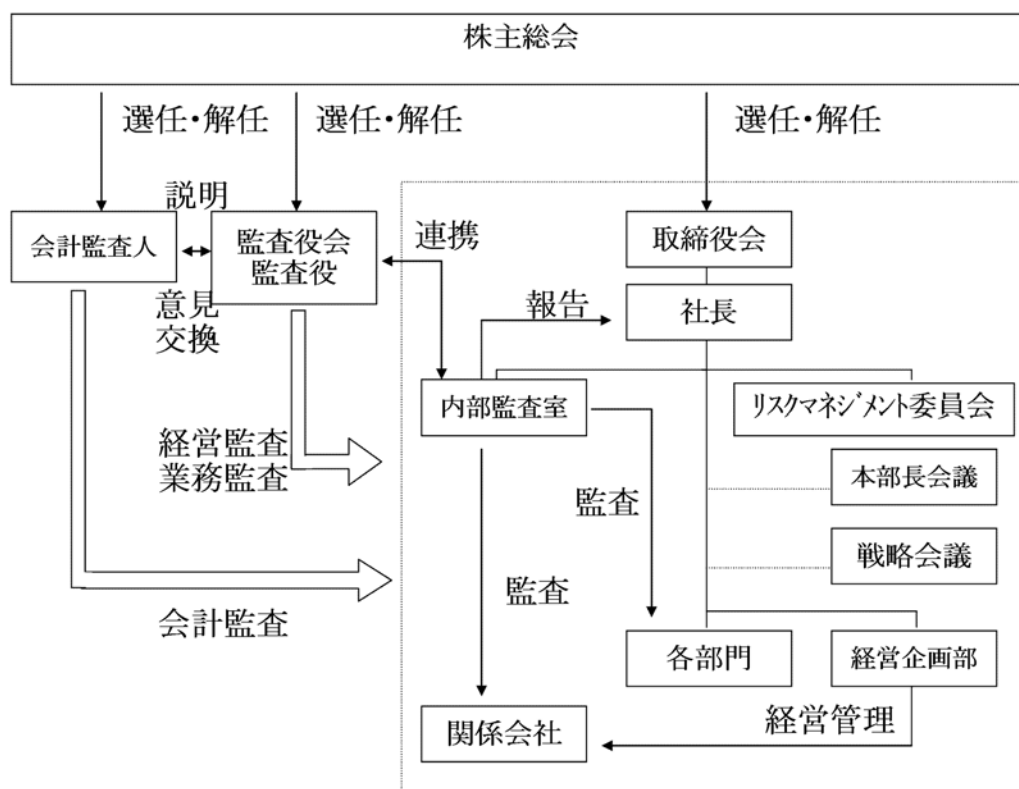 株主総会
選任・解任
選任・解任
選任・解任
説明
会計監査人
監査役会
監査役
連携
取締役会
意見
交換
報告
社長
内部監査室
リスクマネジメント委員会
経営監査
業務監査
本部長会議
監査
戦略会議
監査
会計監査
各部門
経営企画部
関係会社
経営管理